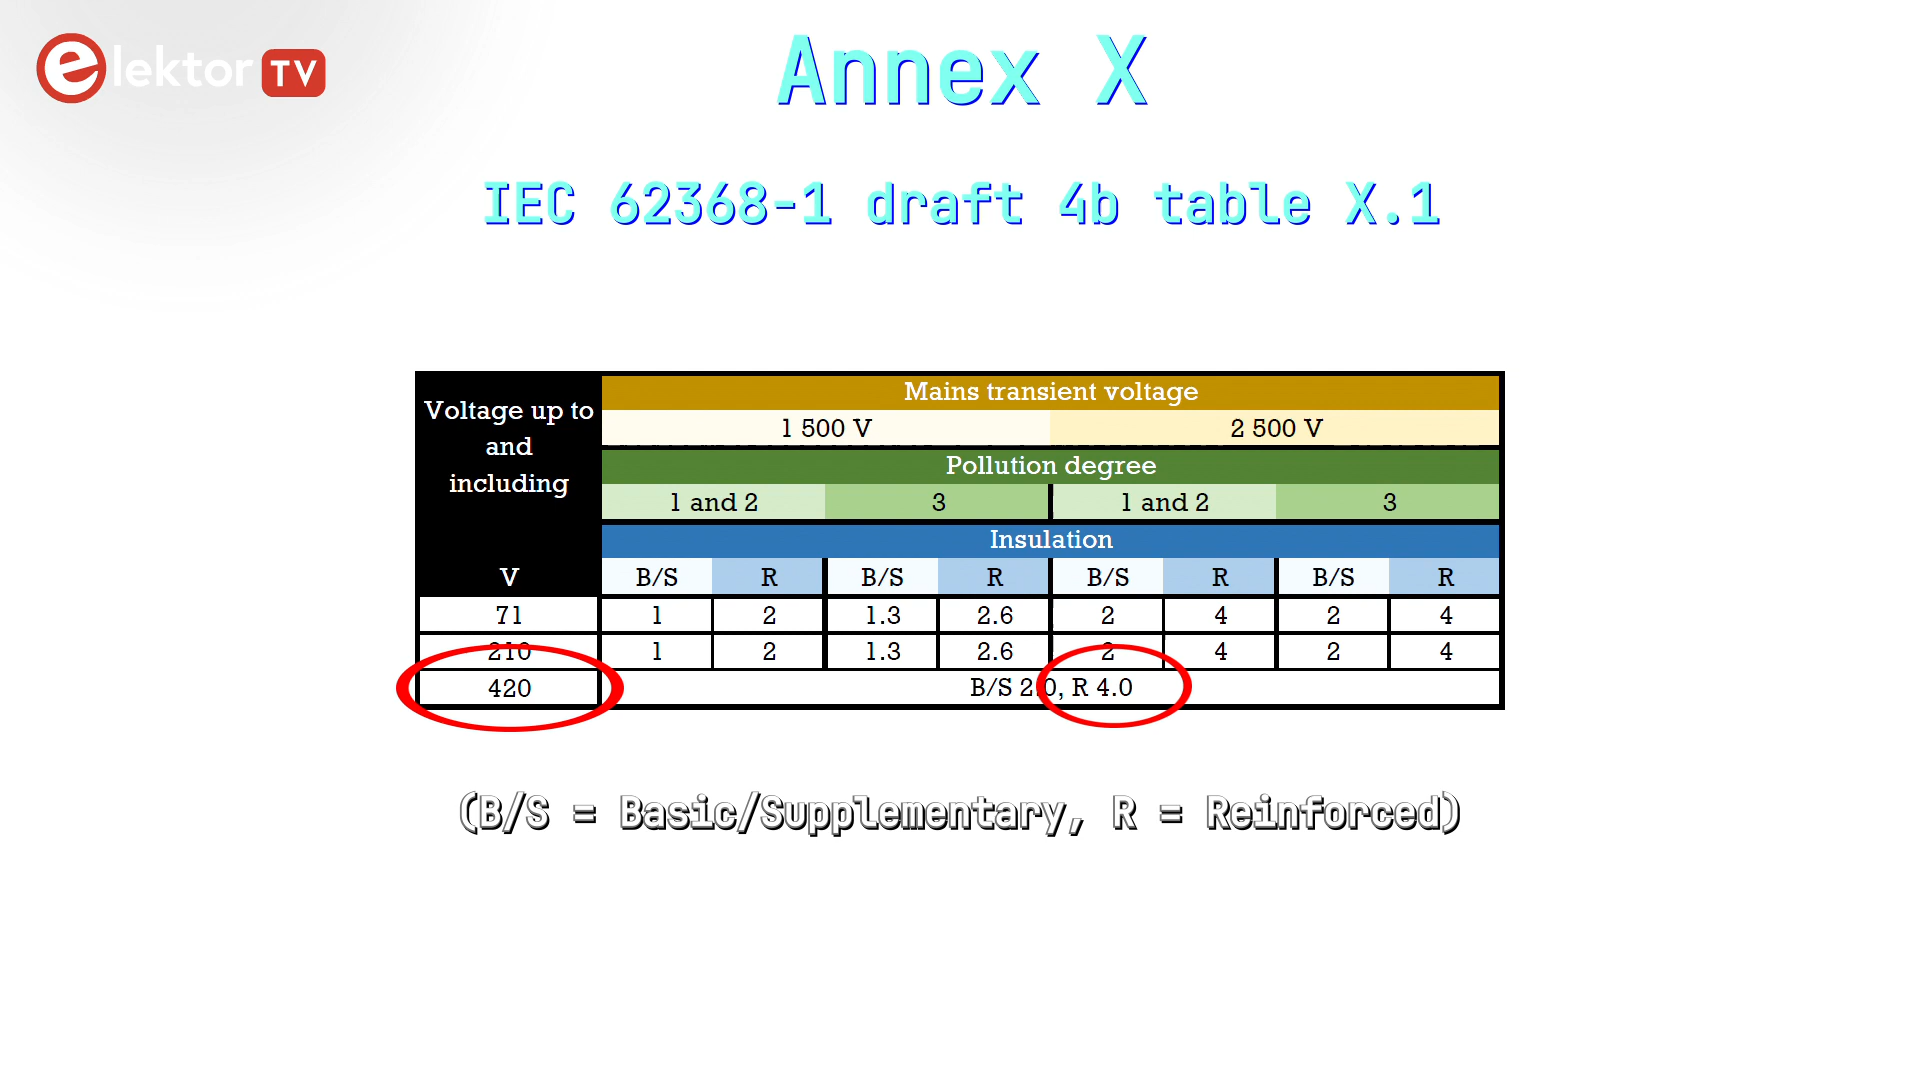 elektor TV
Annex X
IEC 62368-1 draft 4b table X.1
Voltage up to
and
including
V
Mains transient voltage
1 500 V 2 500 V
Pollution degree
1 and 2 3 1 and 2 3
Insulation
B/S R B/S R B/S R B/S R
71 1 2 1.3 2.6 2 4 2 4
210 1 2 1.3 2.6 2 4 2 4
420 B/S 2.0, R 4.0
(B/S = Basic/Supplementary, R = Reinforced)